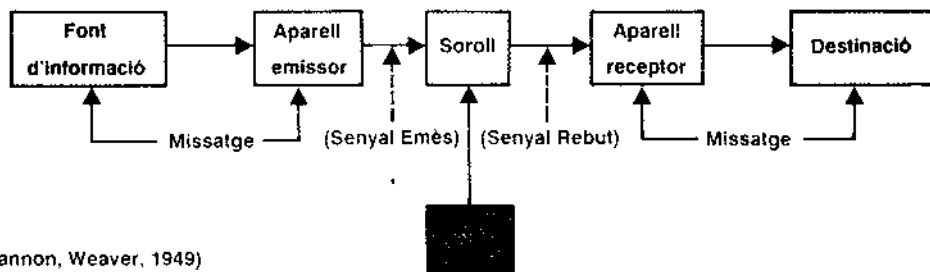 Font
d'informació
Aparell
emissor
Soroll
Aparell
receptor
Destinació
Missatge
(Senyal Emès)
(Senyal Rebut)
Missatge
annon, Weaver, 1949)